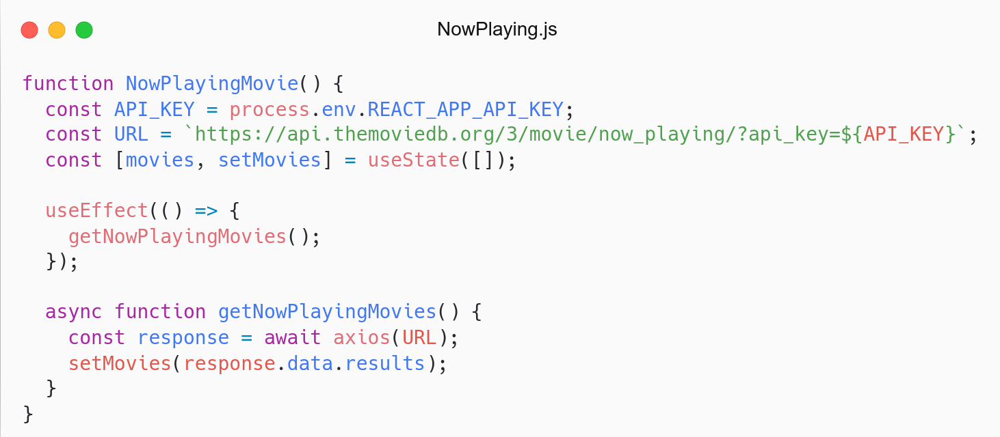 NowPlaying.js
function NowPlayingMovie() {
  const API_KEY = process.env.REACT_APP_API_KEY;
  const URL = `https://api.themoviedb.org/3/movie/now_playing/?api_key=${API_KEY}`;
  const [movies, setMovies] = useState([]);
  useEffect(() => {
    getNowPlayingMovies();
  });
  async function getNowPlayingMovies() {
    const response = await axios(URL);
    setMovies(response.data.results);
  }
}